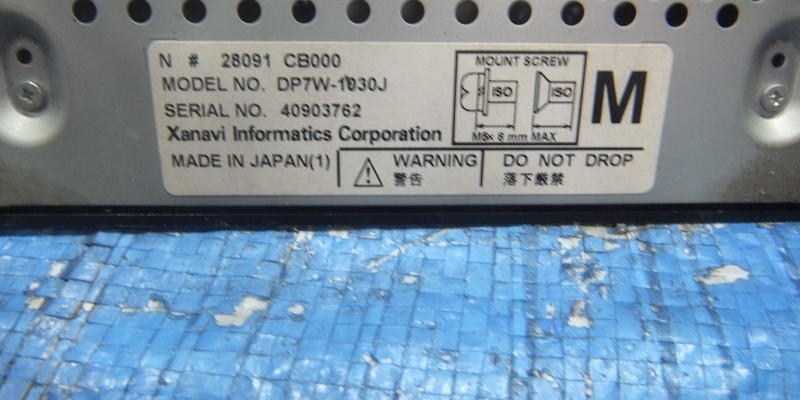 N # 28091 CB000
MODEL NO. DP7W-1030J
SERIAL NO. 40903762
Xanavi Informatics Corporation
MADE IN JAPAN(1)
MOUNT SCREW
ISO ISO
M5× 8 mm MAX
M
WARNING
警告
DO NOT DROP
落下厳禁